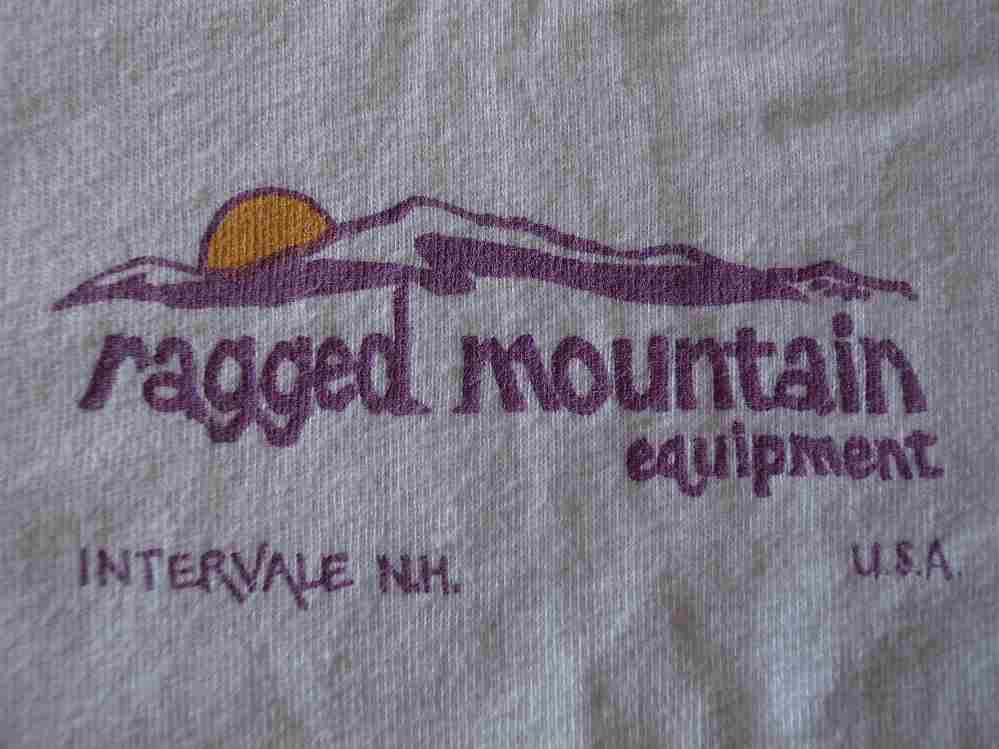 ragged mountain
equipment
INTERVALE N.H. U.S.A.